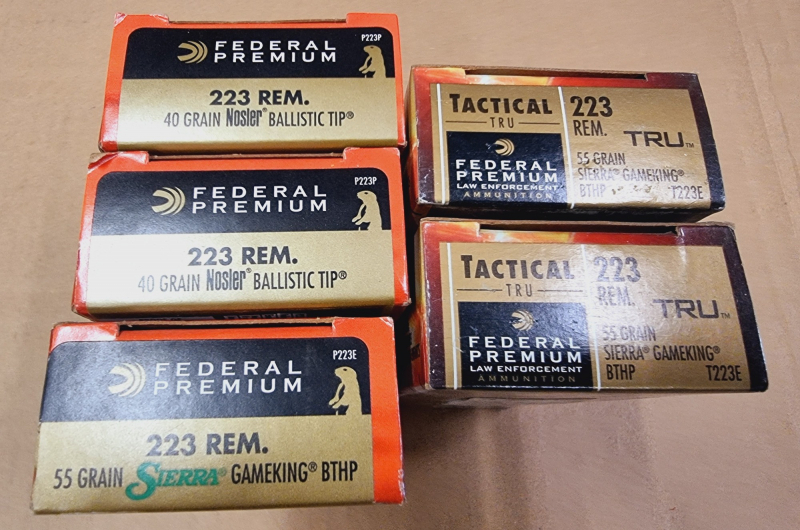 P223P
FEDERAL
PREMIUM
223 REM.
40 GRAIN Nosler® BALLISTIC TIP®
P223P
FEDERAL
PREMIUM
223 REM.
40 GRAIN Nosler® BALLISTIC TIP®
P223E
FEDERAL
PREMIUM
223 REM.
55 GRAIN SIERRA® GAMEKING® BTHP
TACTICAL
TRU
FEDERAL
PREMIUM
LAW ENFORCEMENT
AMMUNITION
223
REM.
TRU™
55 GRAIN
SIERRA® GAMEKING®
BTHP T223E
TACTICAL
TRU
FEDERAL
PREMIUM
LAW ENFORCEMENT
AMMUNITION
223
REM.
TRU™
55 GRAIN
SIERRA® GAMEKING®
BTHP T223E